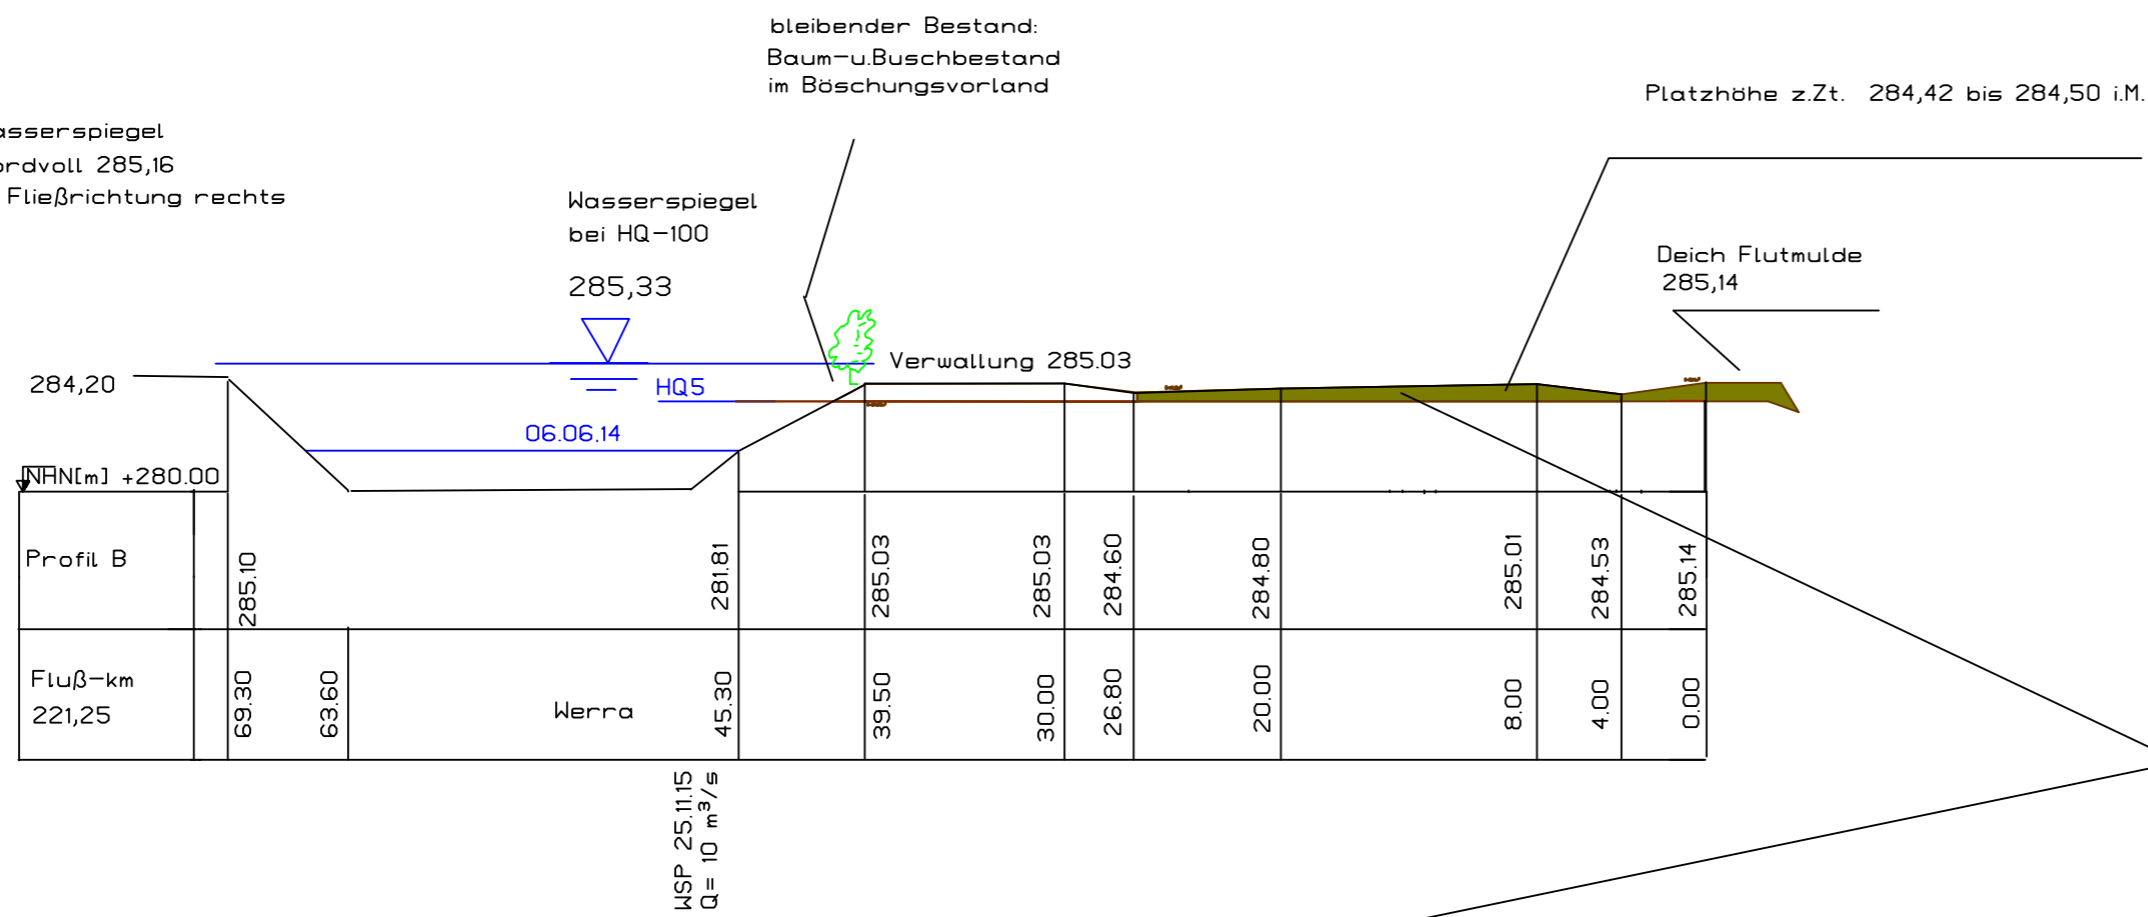 bleibender Bestand:
Baum-u.Buschbestand
im Böschungsvorland
Platzhöhe z.Zt. 284,42 bis 284,50 i.M.
asserspiegel
ordvoll 285,16
Fließrichtung rechts
Wasserspiegel
bei HQ-100
285,33
Deich Flutmulde
285,14
Verwallung 285.03
284,20
HQ5
06.06.14
NHN[m] +280.00
Profil B
285.10
281.81
285.03
285.03
284.60
284.80
285.01
284.53
285.14
Fluß-km
221,25
69.30
63.60
Werra
45.30
39.50
30.00
26.80
20.00
8.00
4.00
0.00
WSP 25.11.15
Q= 10 m³/s